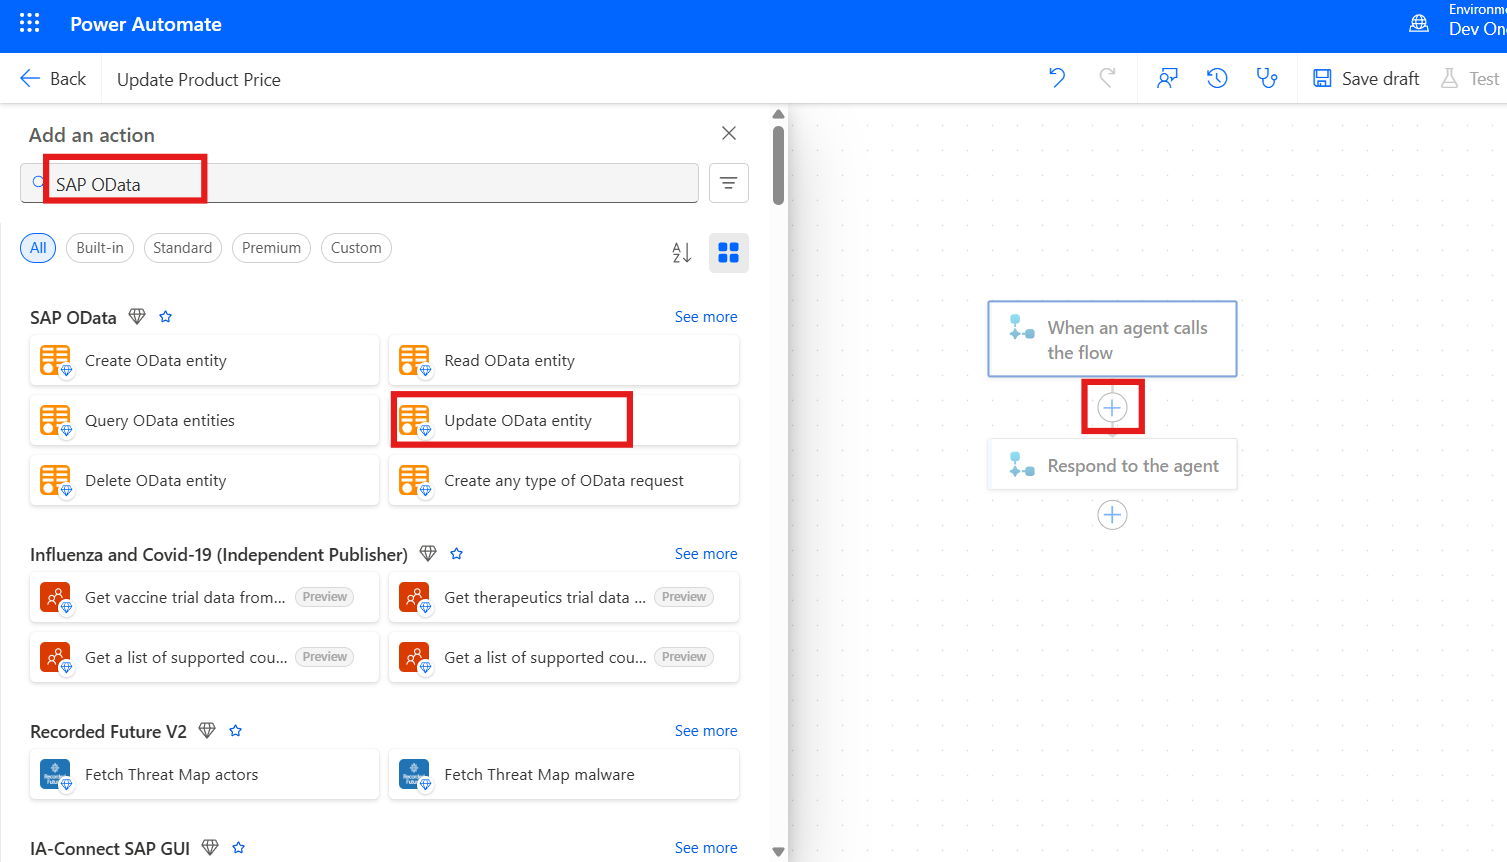 Power Automate
Environme
Dev One
Back
Update Product Price
Save draft
Test
Add an action
SAP OData
All
Built-in
Standard
Premium
Custom
A
Z
SAP OData
See more
Create OData entity
Read OData entity
Query OData entities
Update OData entity
Delete OData entity
Create any type of OData request
Influenza and Covid-19 (Independent Publisher)
See more
Get vaccine trial data from...
Preview
Get therapeutics trial data ...
Preview
Get a list of supported cou...
Preview
Get a list of supported cou...
Preview
Recorded Future V2
See more
Fetch Threat Map actors
Fetch Threat Map malware
IA-Connect SAP GUI
See more
When an agent calls
the flow
Respond to the agent